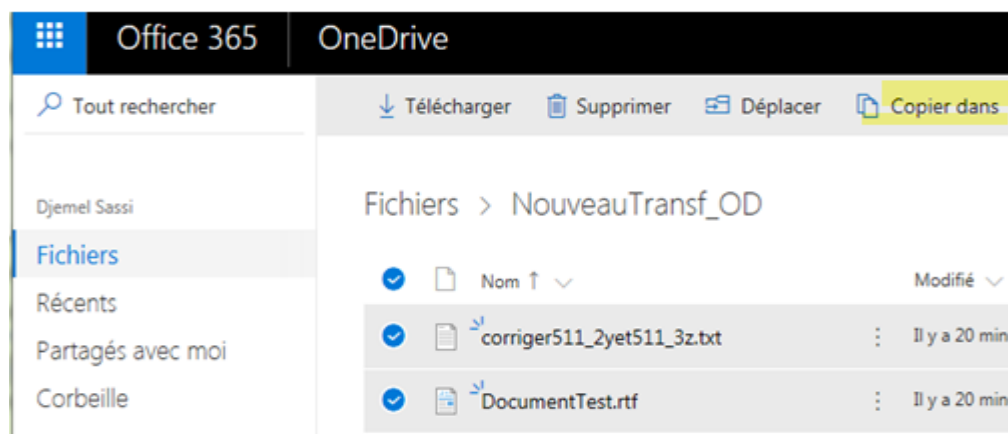 Office 365 OneDrive
Tout rechercher Télécharger Supprimer Déplacer Copier dans
Djemel Sassi
Fichiers > NouveauTransf_OD
Fichiers
Nom ↑ Modifié
Récents
corriger511_2yet511_3z.txt Il y a 20 min
Partagés avec moi
Corbeille
DocumentTest.rtf Il y a 20 min